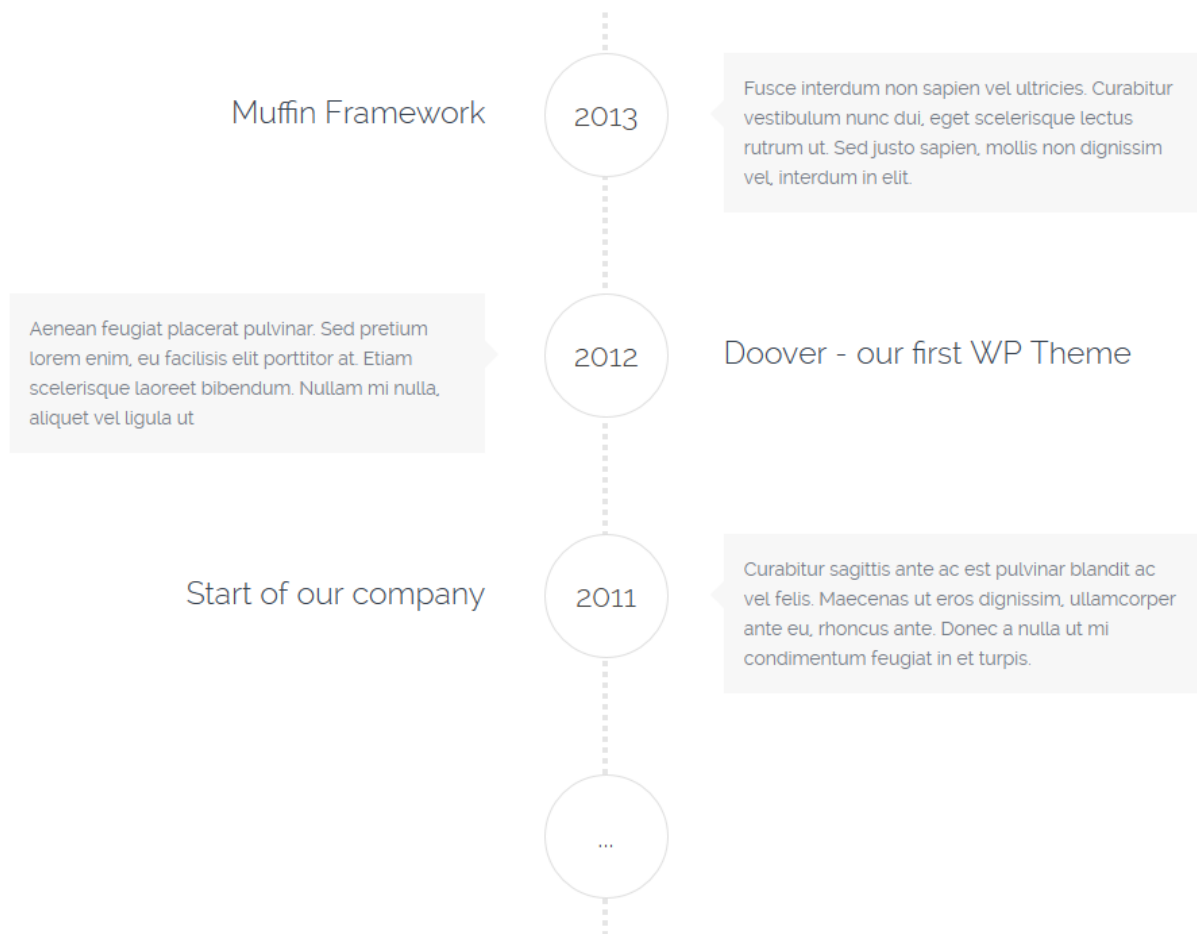 Muffin Framework
2013
Fusce interdum non sapien vel ultricies. Curabitur
vestibulum nunc dui, eget scelerisque lectus
rutrum ut. Sed justo sapien, mollis non dignissim
vel, interdum in elit.
Aenean feugiat placerat pulvinar. Sed pretium
lorem enim, eu facilisis elit porttitor at. Etiam
scelerisque laoreet bibendum. Nullam mi nulla,
aliquet vel ligula ut
2012
Doover - our first WP Theme
Start of our company
2011
Curabitur sagittis ante ac est pulvinar blandit ac
vel felis. Maecenas ut eros dignissim, ullamcorper
ante eu, rhoncus ante. Donec a nulla ut mi
condimentum feugiat in et turpis.
...